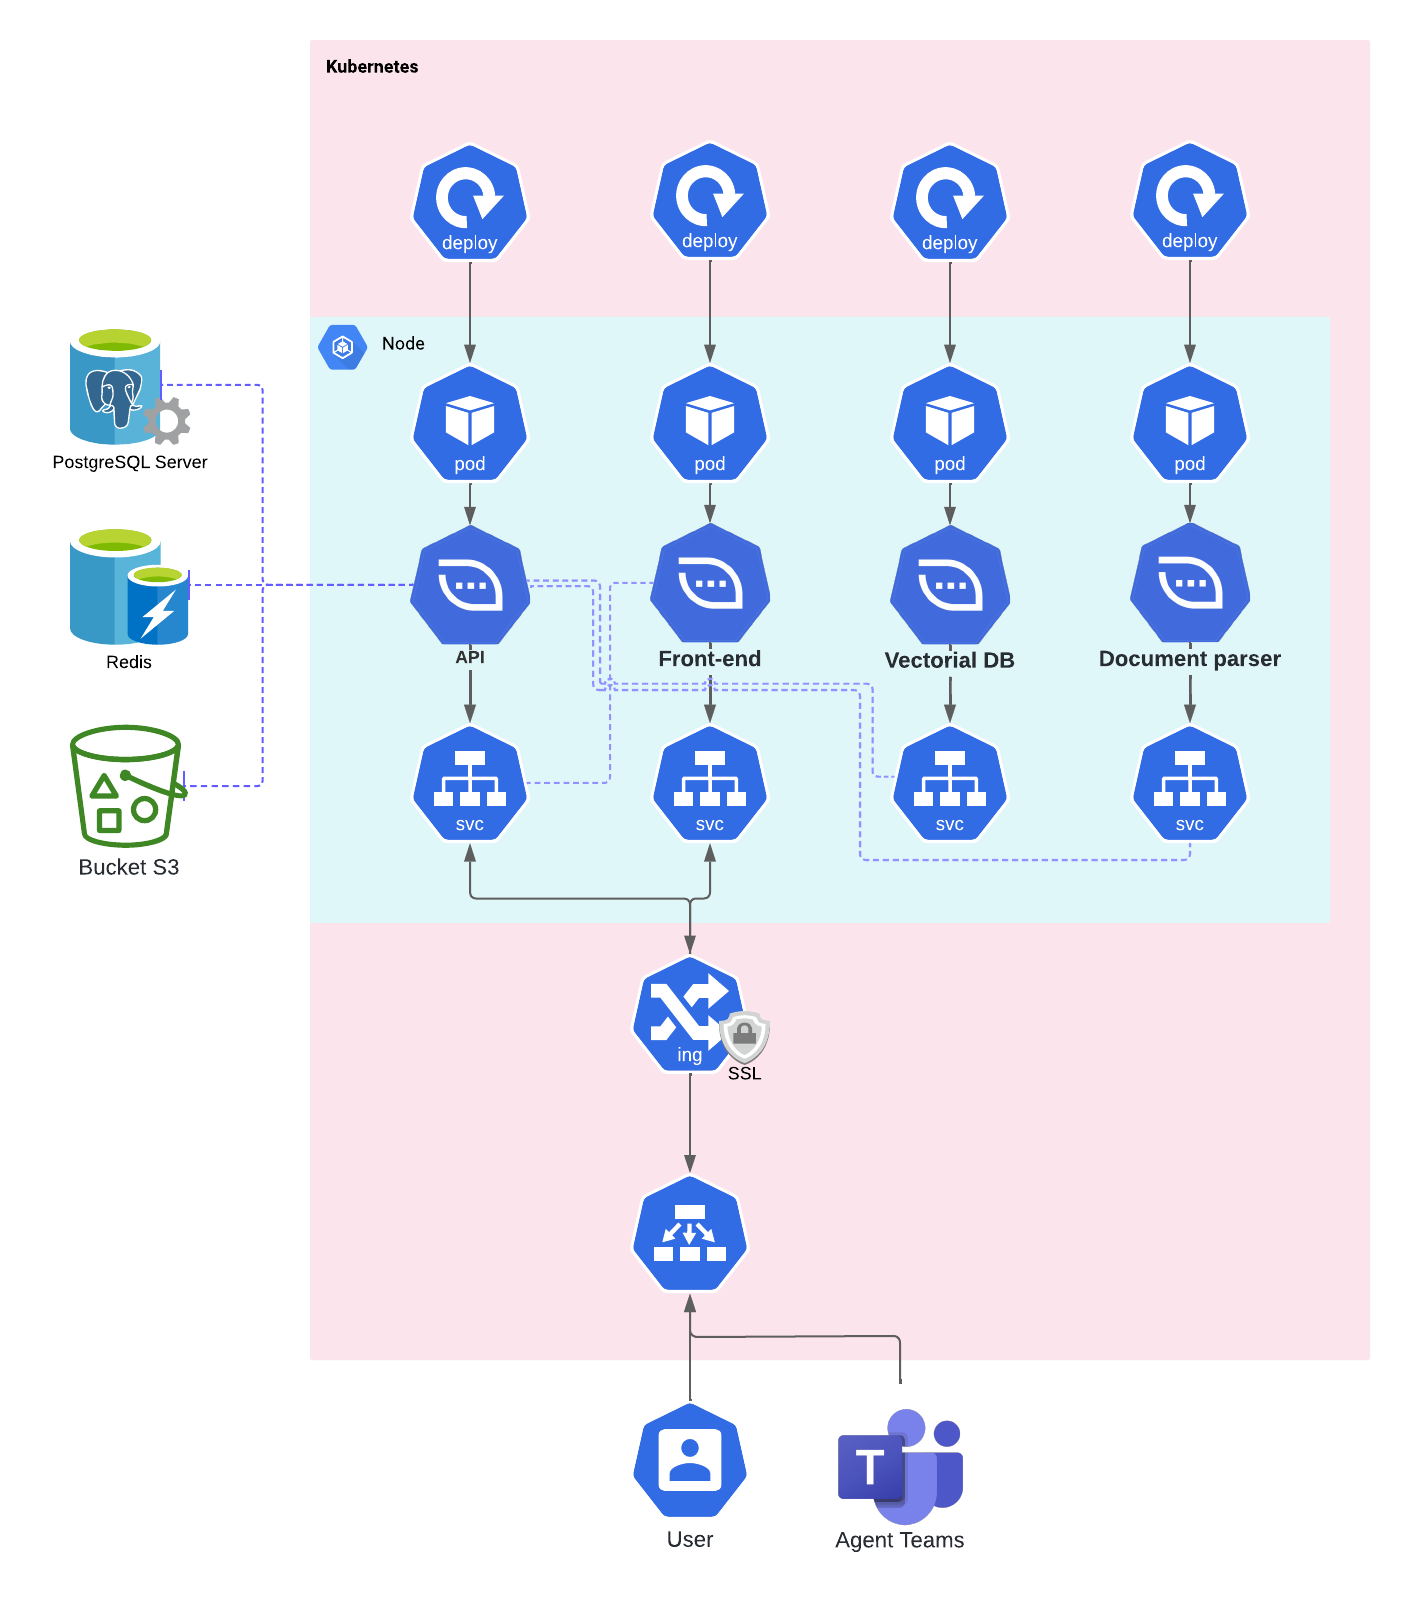 Kubernetes
deploy
deploy
deploy
deploy
Node
pod
pod
pod
pod
PostgreSQL Server
API
Front-end
Vectorial DB
Document parser
Redis
svc
svc
svc
svc
Bucket S3
ing
SSL
T
User
Agent Teams